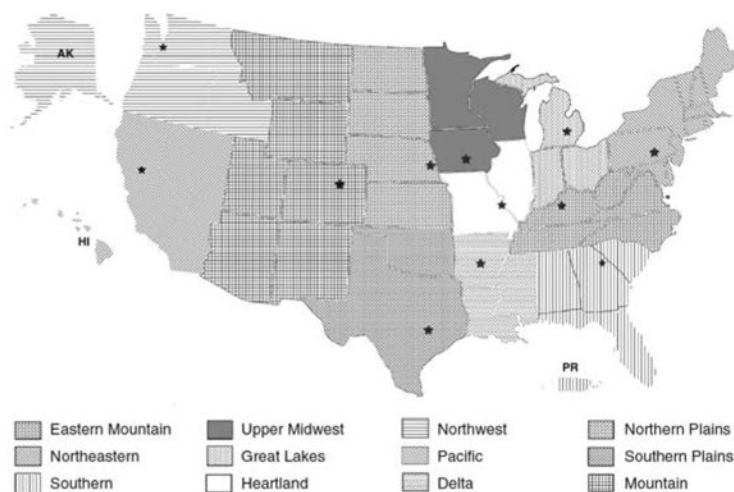 AK
HI
PR
Eastern Mountain Upper Midwest Northwest Northern Plains
Northeastern Great Lakes Pacific Southern Plains
Southern Heartland Delta Mountain